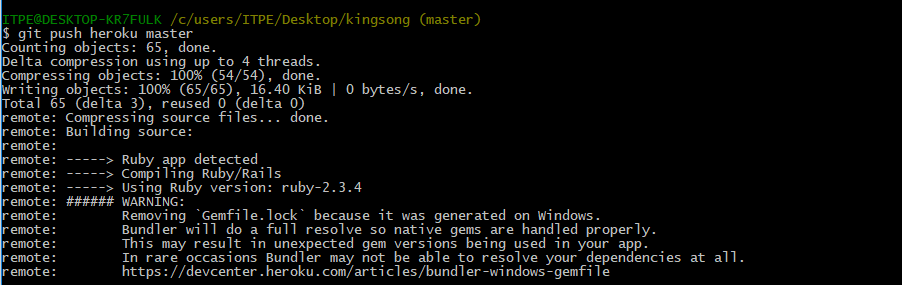 ITPE@DESKTOP-KR7FULK /c/users/ITPE/Desktop/kingsong (master)
$ git push heroku master
Counting objects: 65, done.
Delta compression using up to 4 threads.
Compressing objects: 100% (54/54), done.
Writing objects: 100% (65/65), 16.40 KiB | 0 bytes/s, done.
Total 65 (delta 3), reused 0 (delta 0)
remote: Compressing source files... done.
remote: Building source:
remote:
remote: -----> Ruby app detected
remote: -----> Compiling Ruby/Rails
remote: -----> Using Ruby version: ruby-2.3.4
remote: ###### WARNING:
remote:        Removing `Gemfile.lock` because it was generated on Windows.
remote:        Bundler will do a full resolve so native gems are handled properly.
remote:        This may result in unexpected gem versions being used in your app.
remote:        In rare occasions Bundler may not be able to resolve your dependencies at all.
remote:        https://devcenter.heroku.com/articles/bundler-windows-gemfile